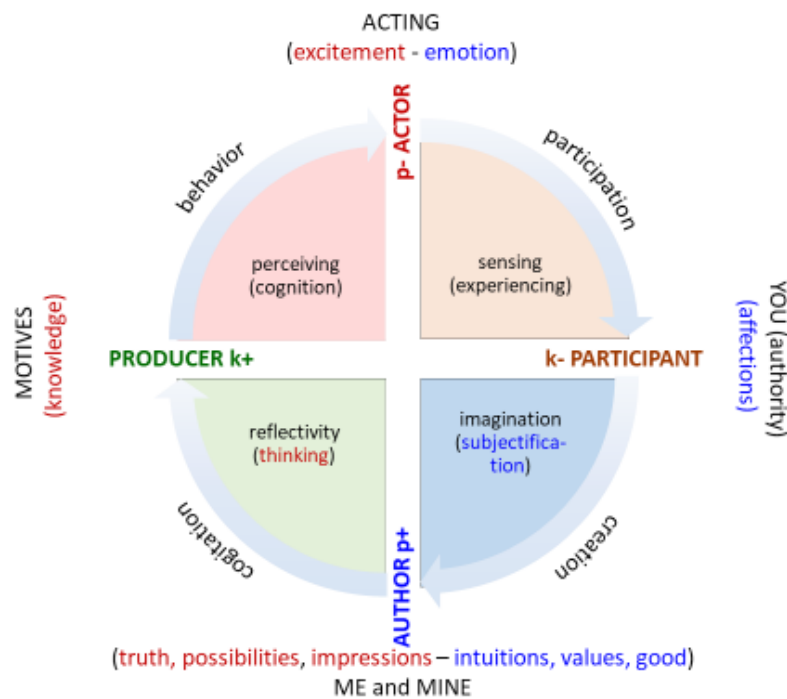 ACTING
(excitement - emotion)
p- ACTOR
behavior
participation
perceiving
(cognition)
sensing
(experiencing)
MOTIVES
(knowledge)
PRODUCER k+
k- PARTICIPANT
YOU (authority)
(affections)
reflectivity
(thinking)
imagination
(subjectifica-
tion)
cogitation
creation
AUTHOR p+
(truth, possibilities, impressions – intuitions, values, good)
ME and MINE